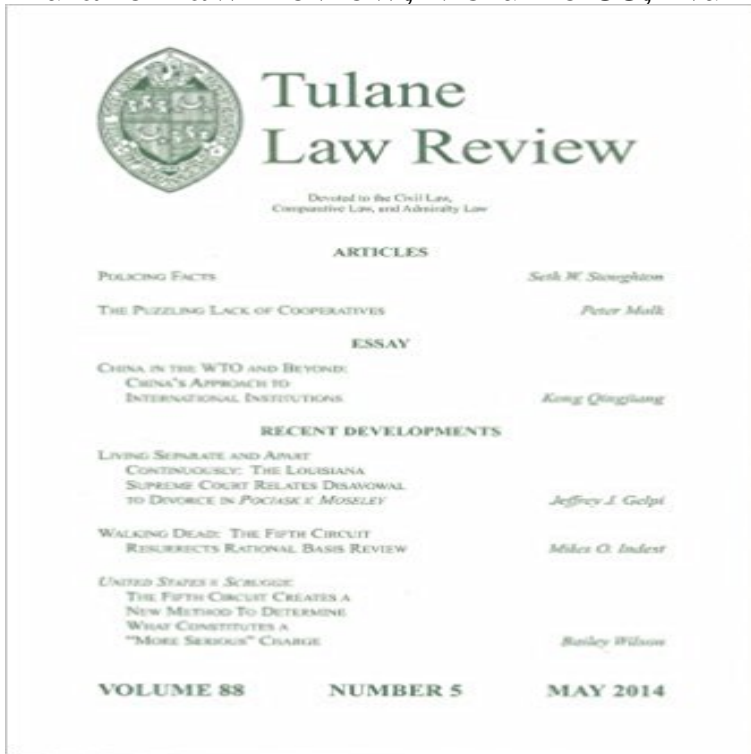 Tulane
Law Review
Devoted to the Civil Law,
Comparative Law, and Admiralty Law
ARTICLES
POLICING FACTS Seth W. Stoughton
THE PUZZLING LACK OF COOPERATIVES Peter Molk
ESSAY
CHINA IN THE WTO AND BEYOND:
CHINA'S APPROACH TO
INTERNATIONAL INSTITUTIONS Kong Qingjiang
RECENT DEVELOPMENTS
LIVING SEPARATE AND APART
CONTINUOUSLY: THE LOUISIANA
SUPREME COURT RELATES DISAVOWAL
TO DIVORCE IN POCIASK V. MOSELEY Jeffrey J. Gelpi
WALKING DEAD: THE FIFTH CIRCUIT
RESURRECTS RATIONAL BASIS REVIEW Miles O. Indest
UNITED STATES V. SCRUGGS:
THE FIFTH CIRCUIT CREATES A
NEW METHOD TO DETERMINE
WHAT CONSTITUTES A
"MORE SERIOUS" CHARGE Bailey Wilson
VOLUME 88 NUMBER 5 MAY 2014